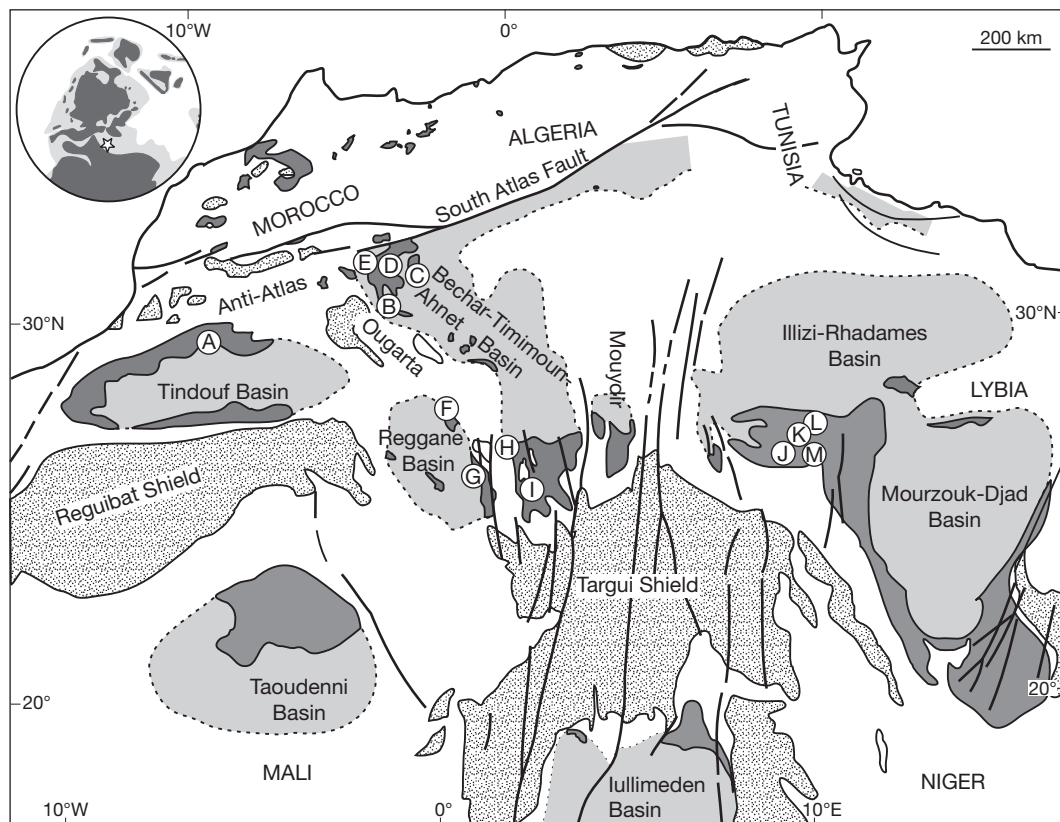 10°W
0°
200 km
ALGERIA
TUNISIA
South Atlas Fault
MOROCCO
E
D
C
B
Anti-Atlas
Bechar-Timimoun-
Ahnet
Basin
Ougarta
30°N
30°N
A
Tindouf Basin
Mouydir
Illizi-Rhadames
Basin
LYBIA
F
Reggane
Basin
H
G
I
L
K
J
M
Reguibat Shield
Mourzouk-Djad
Basin
Targui Shield
Taoudenni
Basin
20°
20°
MALI
Iullimeden
Basin
NIGER
10°W
0°
10°E